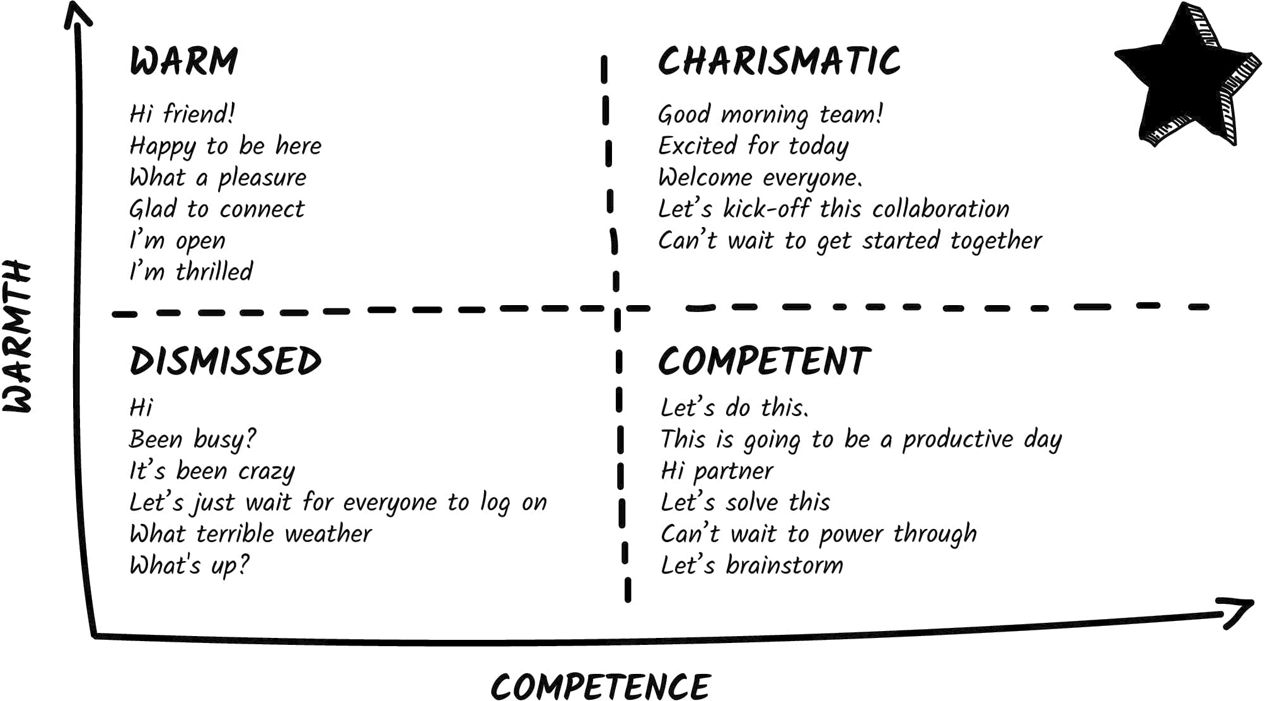 WARM
Hi friend!
Happy to be here
What a pleasure
Glad to connect
I'm open
I'm thrilled
CHARISMATIC
Good morning team!
Excited for today
Welcome everyone.
Let's kick-off this collaboration
Can't wait to get started together
WARMTH
DISMISSED
Hi
Been busy?
It's been crazy
Let's just wait for everyone to log on
What terrible weather
What's up?
COMPETENT
Let's do this.
This is going to be a productive day
Hi partner
Let's solve this
Can't wait to power through
Let's brainstorm
COMPETENCE